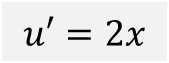 u′ = 2x